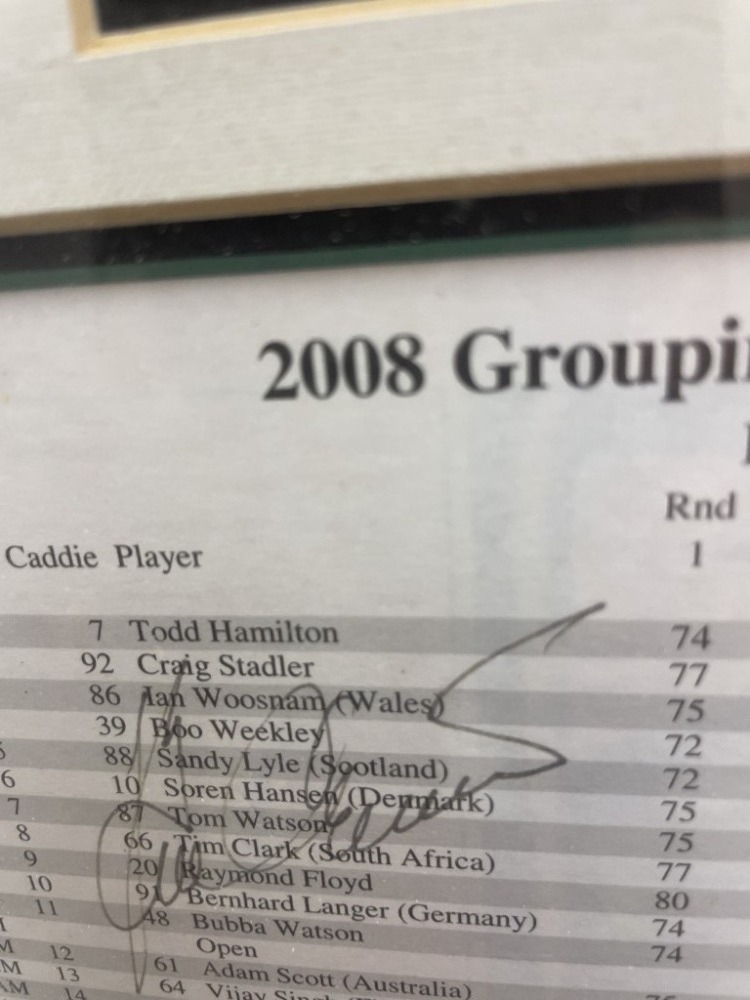 2008 Groupi
Rnd
Caddie Player 1
7 Todd Hamilton 74
92 Craig Stadler 77
86 Ian Woosnam (Wales) 75
39 Boo Weekley 72
88 Sandy Lyle (Scotland) 72
6 10 Soren Hansen (Denmark) 75
7 87 Tom Watson 75
8 66 Tim Clark (South Africa) 77
9 20 Raymond Floyd 80
10 91 Bernhard Langer (Germany) 74
11 48 Bubba Watson 74
M 12 Open
M 13 61 Adam Scott (Australia)
AM 14 64 Vijay